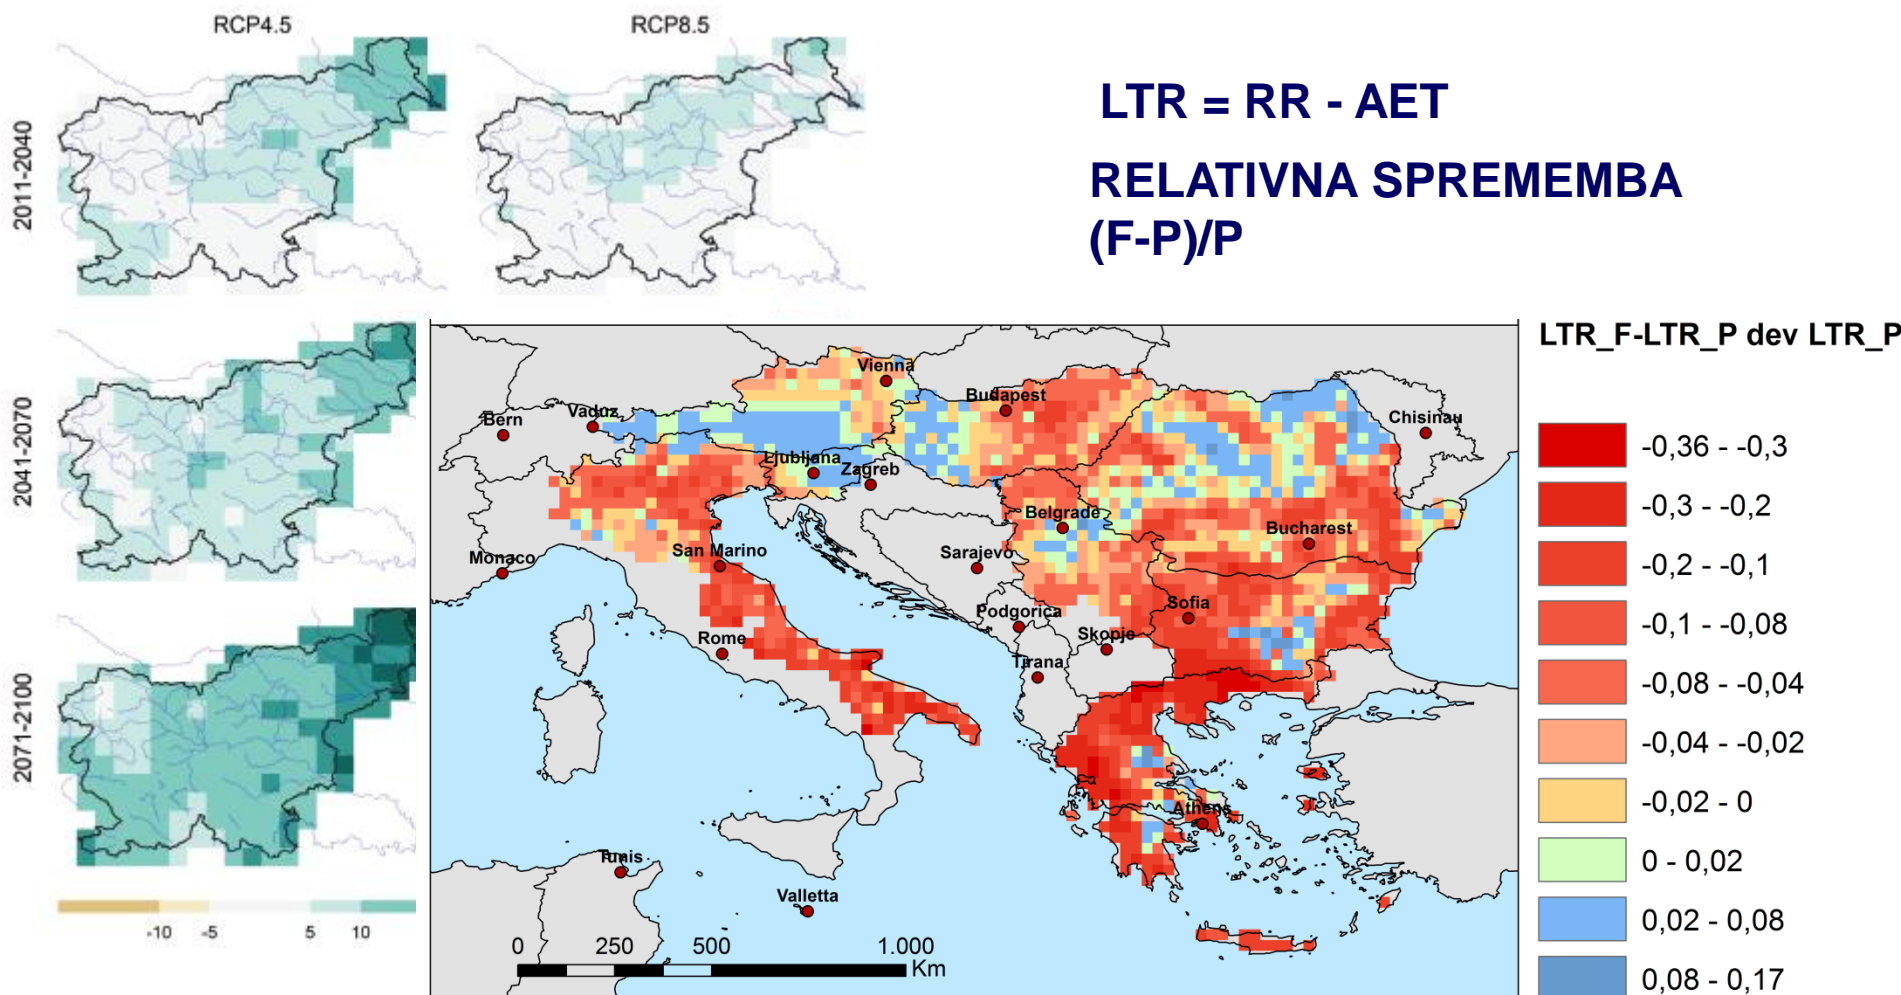 RCP4.5
RCP8.5
2011-2040
2041-2070
2071-2100
-10 -5 5 10
LTR = RR - AET
RELATIVNA SPREMEMBA
(F-P)/P
Vienna
Budapest
Bern
Vaduz
Chisinau
Ljubljana
Zagreb
Belgrade
Bucharest
Monaco
San Marino
Sarajevo
Podgorica
Sofia
Rome
Skopje
Tirana
Athens
Tunis
Valletta
0 250 500 1.000
Km
LTR_F-LTR_P dev LTR_P
-0,36 - -0,3
-0,3 - -0,2
-0,2 - -0,1
-0,1 - -0,08
-0,08 - -0,04
-0,04 - -0,02
-0,02 - 0
0 - 0,02
0,02 - 0,08
0,08 - 0,17